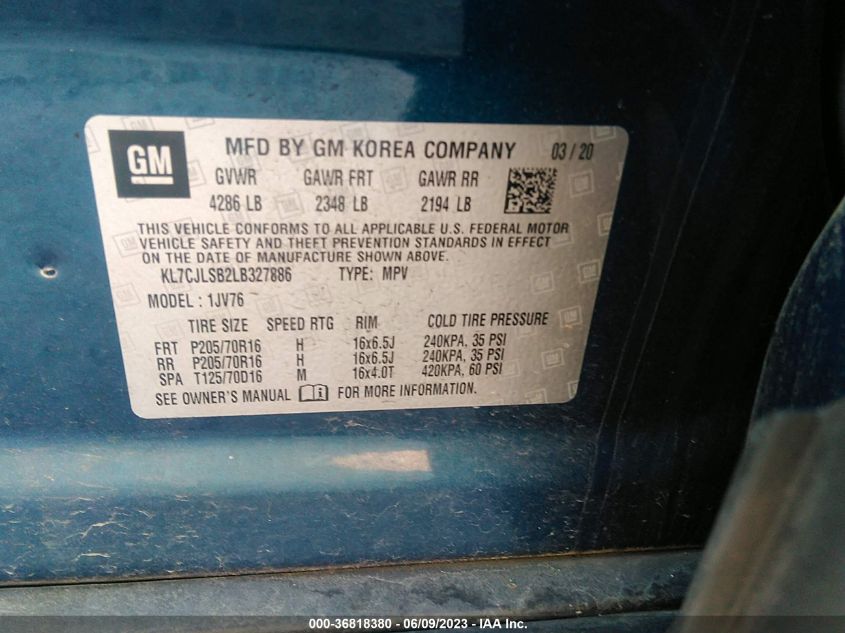 GM
MFD BY GM KOREA COMPANY 03 / 20
GVWR GAWR FRT GAWR RR
4286 LB 2348 LB 2194 LB
THIS VEHICLE CONFORMS TO ALL APPLICABLE U.S. FEDERAL MOTOR
VEHICLE SAFETY AND THEFT PREVENTION STANDARDS IN EFFECT
ON THE DATE OF MANUFACTURE SHOWN ABOVE.
KL7CJLSB2LB327886 TYPE: MPV
MODEL : 1JV76
TIRE SIZE SPEED RTG RIM COLD TIRE PRESSURE
FRT P205/70R16 H 16x6.5J 240KPA, 35 PSI
RR P205/70R16 H 16x6.5J 240KPA, 35 PSI
SPA T125/70D16 M 16x4.0T 420KPA, 60 PSI
SEE OWNER'S MANUAL FOR MORE INFORMATION.
000-36818380 - 06/09/2023 - IAA Inc.